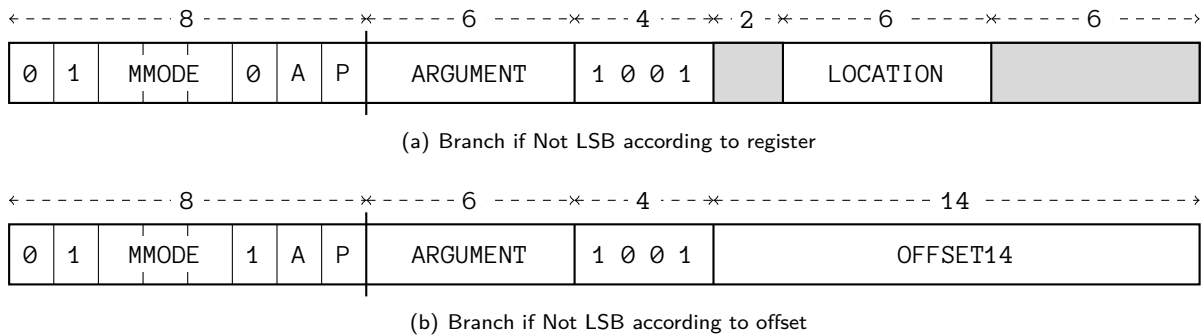 8 6 4 2 6 6
0 1 MMODE 0 A P ARGUMENT 1 0 0 1 LOCATION
(a) Branch if Not LSB according to register
8 6 4 14
0 1 MMODE 1 A P ARGUMENT 1 0 0 1 OFFSET14
(b) Branch if Not LSB according to offset